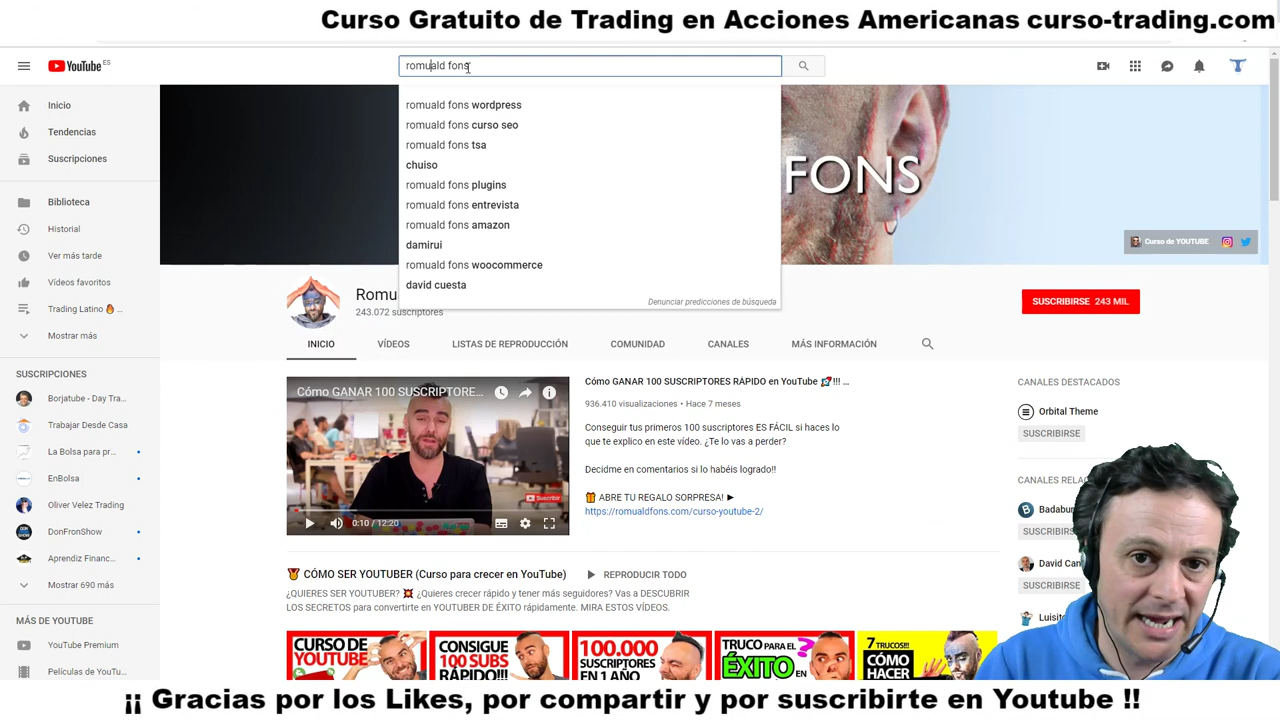 Curso Gratuito de Trading en Acciones Americanas curso-trading.com
YouTube ES
romuald fons
Inicio
Tendencias
Suscripciones
Biblioteca
Historial
Ver más tarde
Vídeos favoritos
Trading Latino 🔥 ...
Mostrar más
SUSCRIPCIONES
Borjatube - Day Tra...
Trabajar Desde Casa
La Bolsa para pr...
EnBolsa
Oliver Velez Trading
DonFronShow
Aprendiz Financ...
Mostrar 690 más
MÁS DE YOUTUBE
YouTube Premium
Películas de YouTu...
romuald fons wordpress
romuald fons curso seo
romuald fons tsa
chuiso
romuald fons plugins
romuald fons entrevista
romuald fons amazon
damirui
romuald fons woocommerce
david cuesta
Denunciar predicciones de búsqueda
FONS
Curso de YOUTUBE
Romu
243.072 suscriptores
SUSCRIBIRSE 243 MIL
INICIO
VÍDEOS
LISTAS DE REPRODUCCIÓN
COMUNIDAD
CANALES
MÁS INFORMACIÓN
Cómo GANAR 100 SUSCRIPTORE...
Suscribir
0:10 / 12:20
Cómo GANAR 100 SUSCRIPTORES RÁPIDO en YouTube 🚀!!! ...
936.410 visualizaciones • Hace 7 meses
Conseguir tus primeros 100 suscriptores ES FÁCIL si haces lo
que te explico en este vídeo. ¿Te lo vas a perder?
Decidme en comentarios si lo habéis logrado!!
🎁 ABRE TU REGALO SORPRESA! ►
https://romualdfons.com/curso-youtube-2/
CANALES DESTACADOS
Orbital Theme
SUSCRIBIRSE
CANALES RELA
Badabun
SUSCRIBIRSE
David Can
SUSCRIBIRSE
Luisito
🏅 CÓMO SER YOUTUBER (Curso para crecer en YouTube)
REPRODUCIR TODO
¿QUIERES SER YOUTUBER? 💥 ¿Quieres crecer rápido y tener más seguidores? Vas a DESCUBRIR
LOS SECRETOS para convertirte en YOUTUBER DE ÉXITO rápidamente. MIRA ESTOS VÍDEOS.
CURSO DE
YOUTUBE
CONSIGUE
100 SUBS
RÁPIDO!!!
100.000
SUSCRIPTORES
EN 1 AÑO
TRUCO PARA EL
ÉXITO EN
7 TRUCOS!!!
CÓMO
HACER
¡¡ Gracias por los Likes, por compartir y por suscribirte en Youtube !!